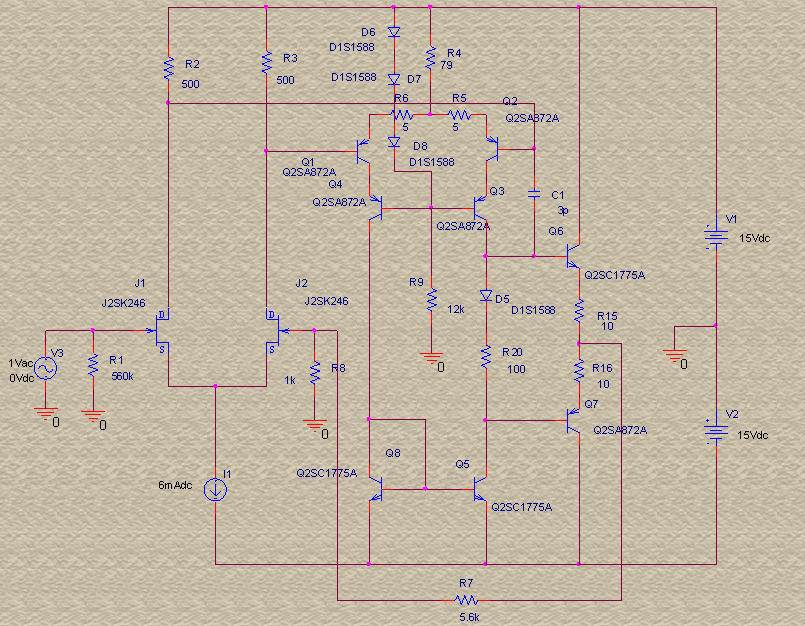 D6
D1S1588
R2
500
R3
500
R4
79
D1S1588
D7
R6
5
R5
5
Q2
Q2SA872A
D8
D1S1588
Q1
Q2SA872A
Q4
Q2SA872A
Q3
Q2SA872A
C1
3p
Q6
Q2SC1775A
V1
15Vdc
J1
J2SK246
J2
J2SK246
D
S
D
S
R9
12k
0
D5
D1S1588
R15
10
R20
100
R16
10
0
1Vac
0Vdc
V3
R1
560k
0
0
R8
1k
0
Q7
Q2SA872A
V2
15Vdc
Q8
Q2SC1775A
Q5
Q2SC1775A
I1
6mAdc
R7
5.6k